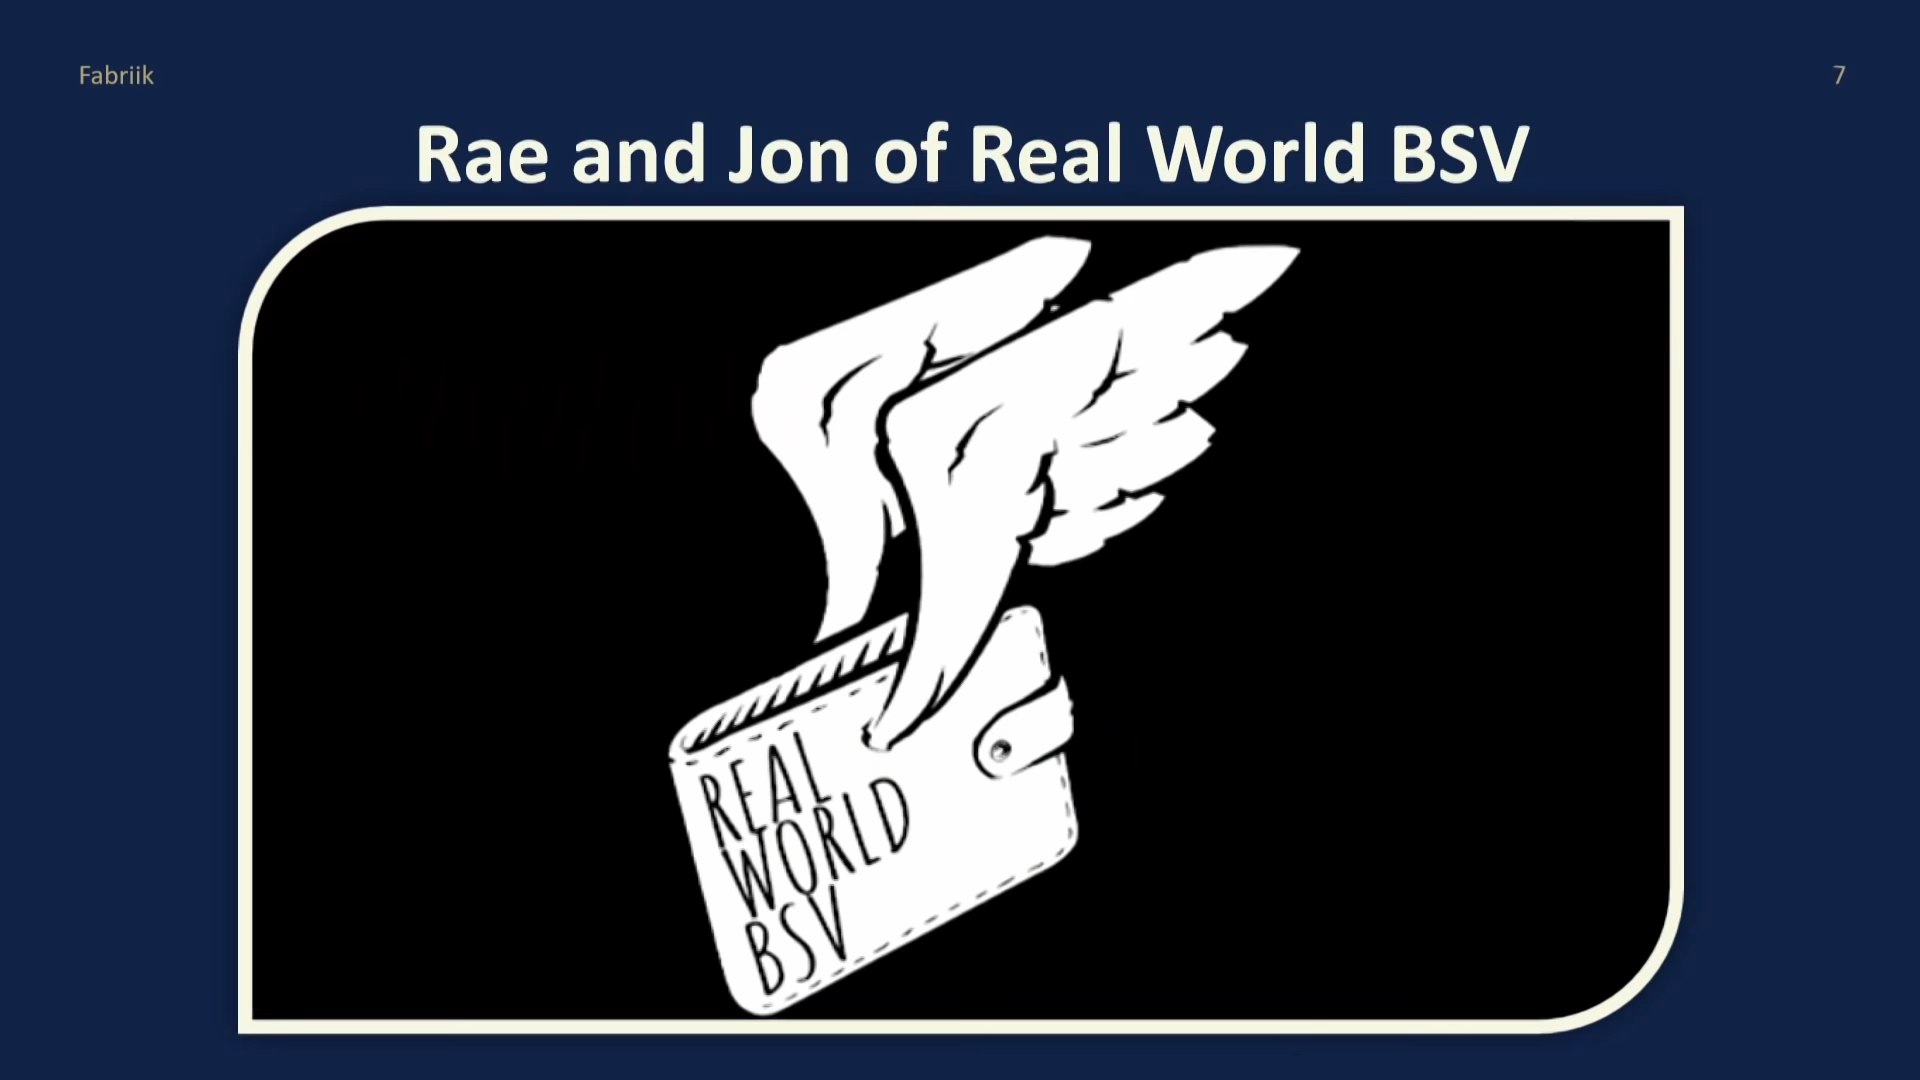 Fabriik
7
Rae and Jon of Real World BSV
REAL
WORLD
BSV